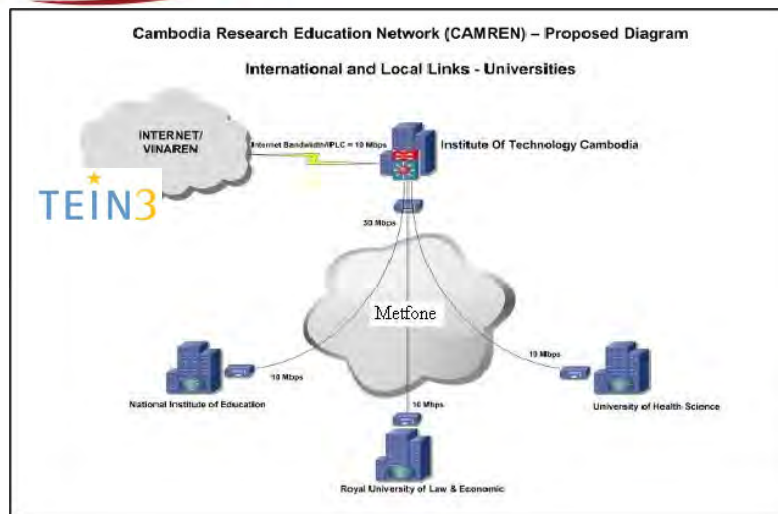 Cambodia Research Education Network (CAMREN) – Proposed Diagram
International and Local Links - Universities
INTERNET/
VINAREN
Internet Bandwidth/IPLC = 10 Mbps
Institute Of Technology Cambodia
TEIN3
30 Mbps
Metfone
10 Mbps
10 Mbps
National Institute of Education
University of Health Science
10 Mbps
Royal University of Law & Economic